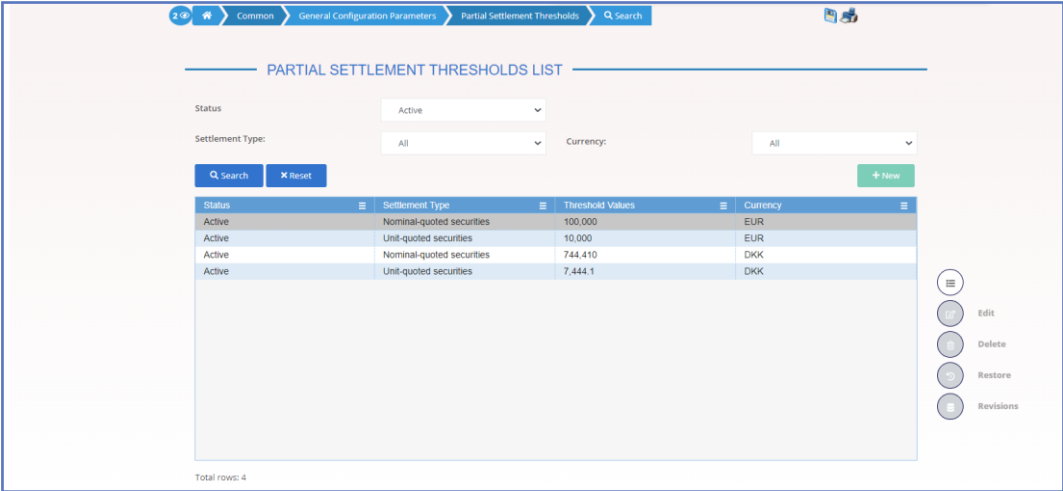 2 Common General Configuration Parameters Partial Settlement Thresholds Search
PARTIAL SETTLEMENT THRESHOLDS LIST
Status Active
Settlement Type: All Currency: All
Search Reset + New
Status Settlement Type Threshold Values Currency
Active Nominal-quoted securities 100,000 EUR
Active Unit-quoted securities 10,000 EUR
Active Nominal-quoted securities 744,410 DKK
Active Unit-quoted securities 7,444.1 DKK
Edit
Delete
Restore
Revisions
Total rows: 4